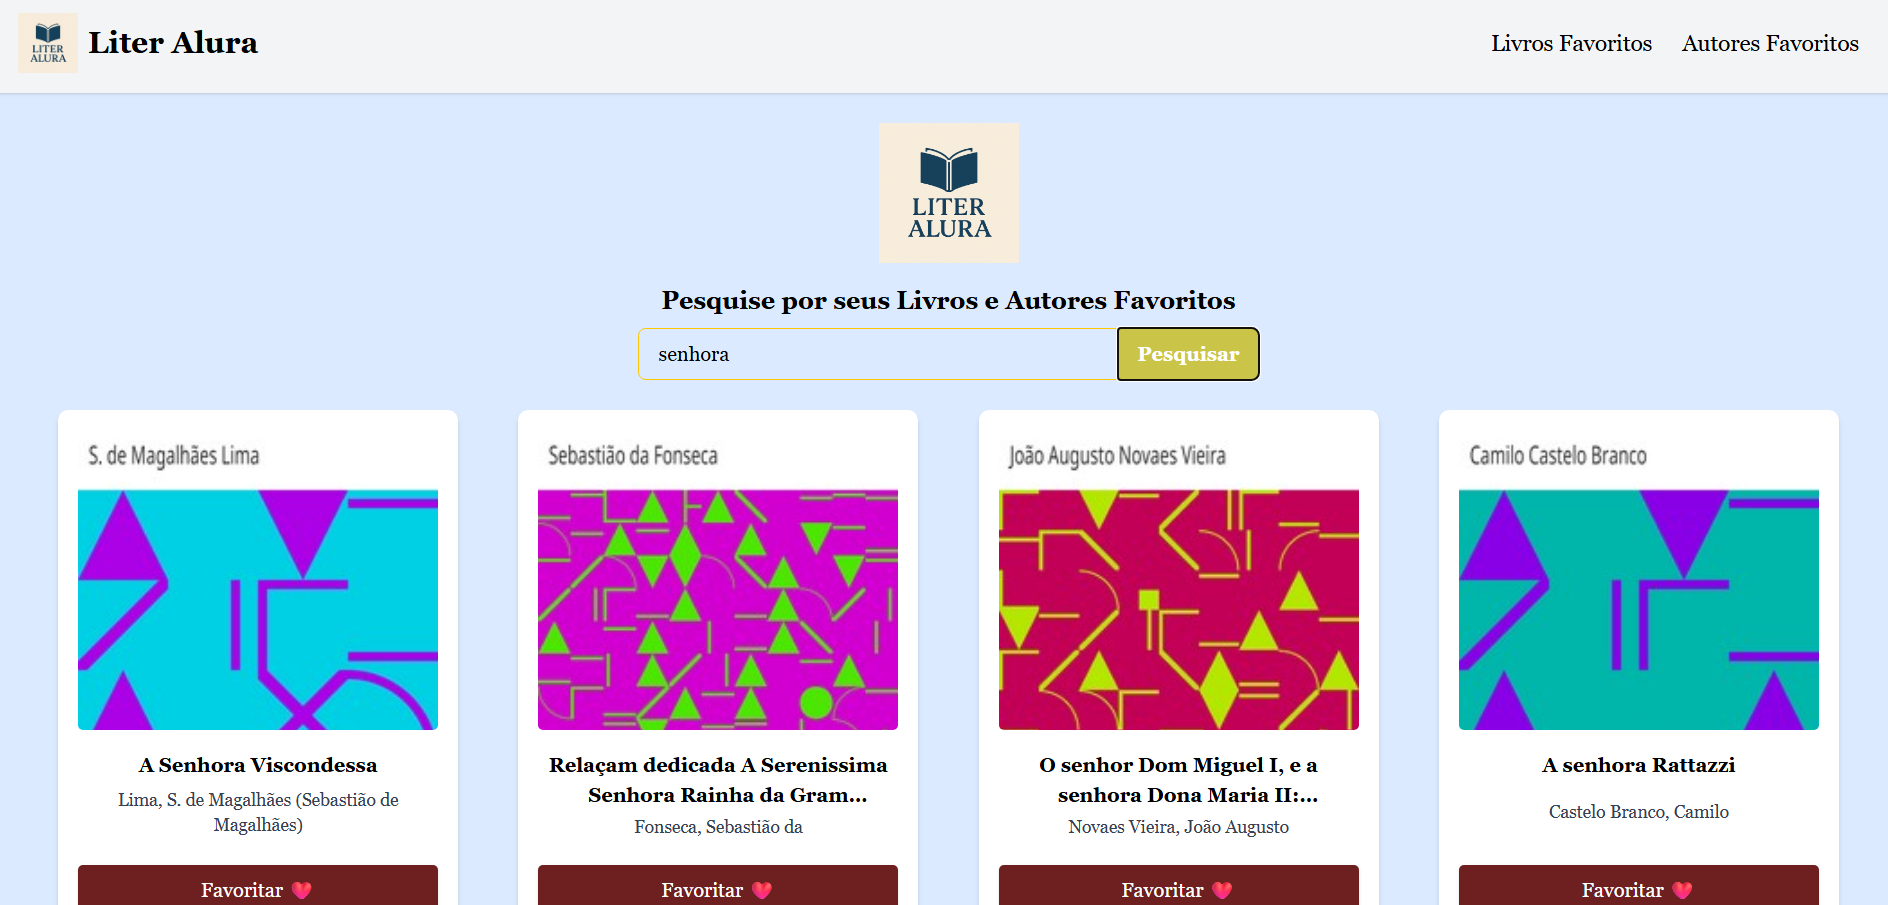 LITER
ALURA
Liter Alura
Livros Favoritos
Autores Favoritos
LITER
ALURA
Pesquise por seus Livros e Autores Favoritos
senhora
Pesquisar
S. de Magalhães Lima
A Senhora Viscondessa
Lima, S. de Magalhães (Sebastião de
Magalhães)
Favoritar
Sebastião da Fonseca
Relaçam dedicada A Serenissima
Senhora Rainha da Gram...
Fonseca, Sebastião da
Favoritar
João Augusto Novaes Vieira
O senhor Dom Miguel I, e a
senhora Dona Maria II:...
Novaes Vieira, João Augusto
Favoritar
Camilo Castelo Branco
A senhora Rattazzi
Castelo Branco, Camilo
Favoritar